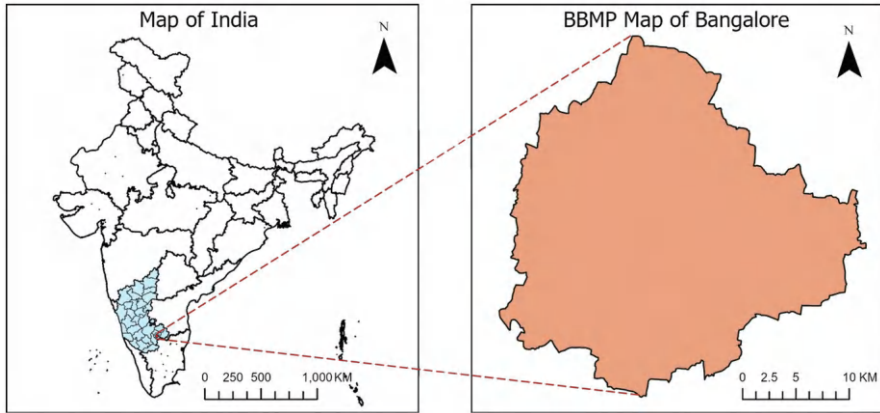 Map of India
N
0 250 500 1,000 KM
BBMP Map of Bangalore
N
0 2.5 5 10 KM